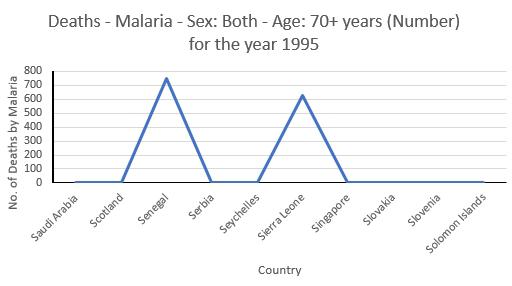 Deaths - Malaria - Sex: Both - Age: 70+ years (Number)
for the year 1995
No. of Deaths by Malaria
800
700
600
500
400
300
200
100
0
Saudi Arabia
Scotland
Senegal
Serbia
Seychelles
Sierra Leone
Singapore
Slovakia
Slovenia
Solomon Islands
Country